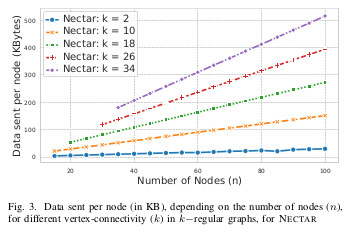 Nectar: k = 2
Nectar: k = 10
Nectar: k = 18
Nectar: k = 26
Nectar: k = 34
Data sent per node (KBytes)
500
400
300
200
100
0
20 40 60 80 100
Number of Nodes (n)
Fig. 3. Data sent per node (in KB), depending on the number of nodes (n),
for different vertex-connectivity (k) in k−regular graphs, for NECTAR